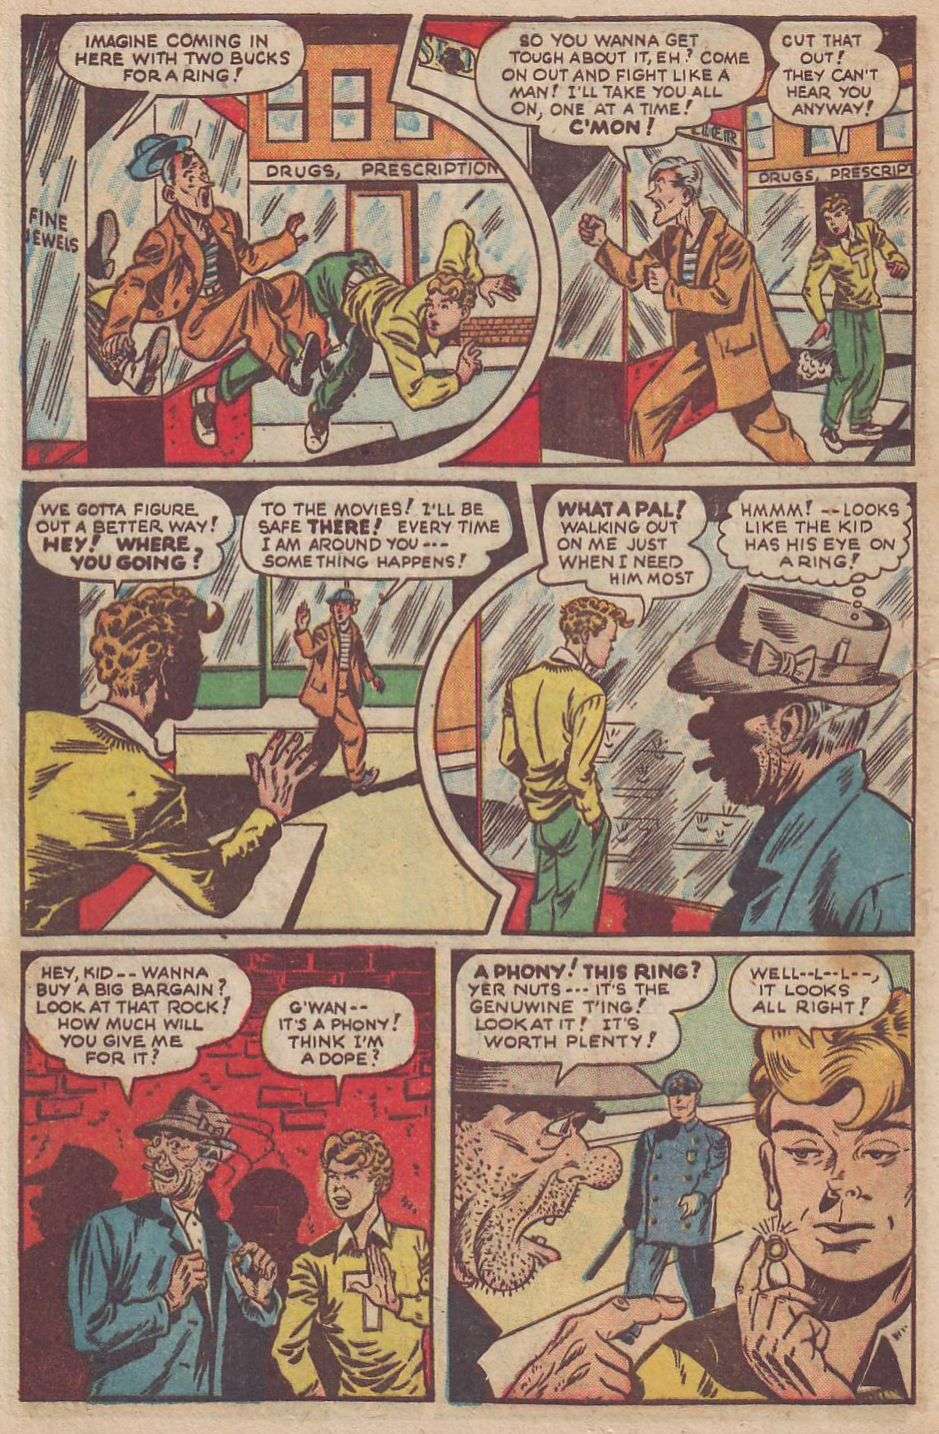 IMAGINE COMING IN
HERE WITH TWO BUCKS
FOR A RING!
FINE
JEWELS
DRUGS, PRESCRIPTION
SO YOU WANNA GET
TOUGH ABOUT IT, EH? COME
ON OUT AND FIGHT LIKE A
MAN! I'LL TAKE YOU ALL
ON, ONE AT A TIME!
C'MON!
CUT THAT
OUT!
THEY CAN'T
HEAR YOU
ANYWAY!
DRUGS, PRESCRIPT
T
WE GOTTA FIGURE
OUT A BETTER WAY!
HEY! WHERE
YOU GOING?
TO THE MOVIES! I'LL BE
SAFE THERE! EVERY TIME
I AM AROUND YOU---
SOMETHING HAPPENS!
WHAT A PAL!
WALKING OUT
ON ME JUST
WHEN I NEED
HIM MOST
HMMM! --LOOKS
LIKE THE KID
HAS HIS EYE ON
A RING!
HEY, KID-- WANNA
BUY A BIG BARGAIN?
LOOK AT THAT ROCK!
HOW MUCH WILL
YOU GIVE ME
FOR IT?
G'WAN--
IT'S A PHONY!
THINK I'M
A DOPE?
T
A PHONY! THIS RING?
YER NUTS--- IT'S THE
GENUWINE T'ING!
LOOK AT IT! IT'S
WORTH PLENTY!
WELL--L--L--,
IT LOOKS
ALL RIGHT!